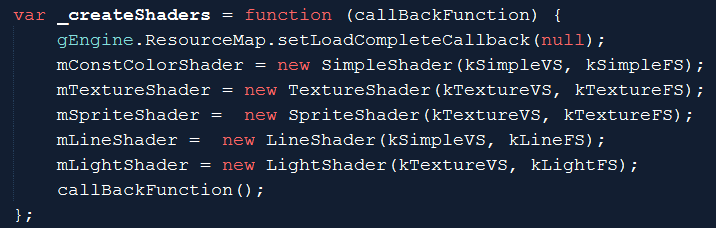 var _createShaders = function (callBackFunction) {
    gEngine.ResourceMap.setLoadCompleteCallback(null);
    mConstColorShader = new SimpleShader(kSimpleVS, kSimpleFS);
    mTextureShader = new TextureShader(kTextureVS, kTextureFS);
    mSpriteShader =  new SpriteShader(kTextureVS, kTextureFS);
    mLineShader =  new LineShader(kSimpleVS, kLineFS);
    mLightShader = new LightShader(kTextureVS, kLightFS);
    callBackFunction();
};